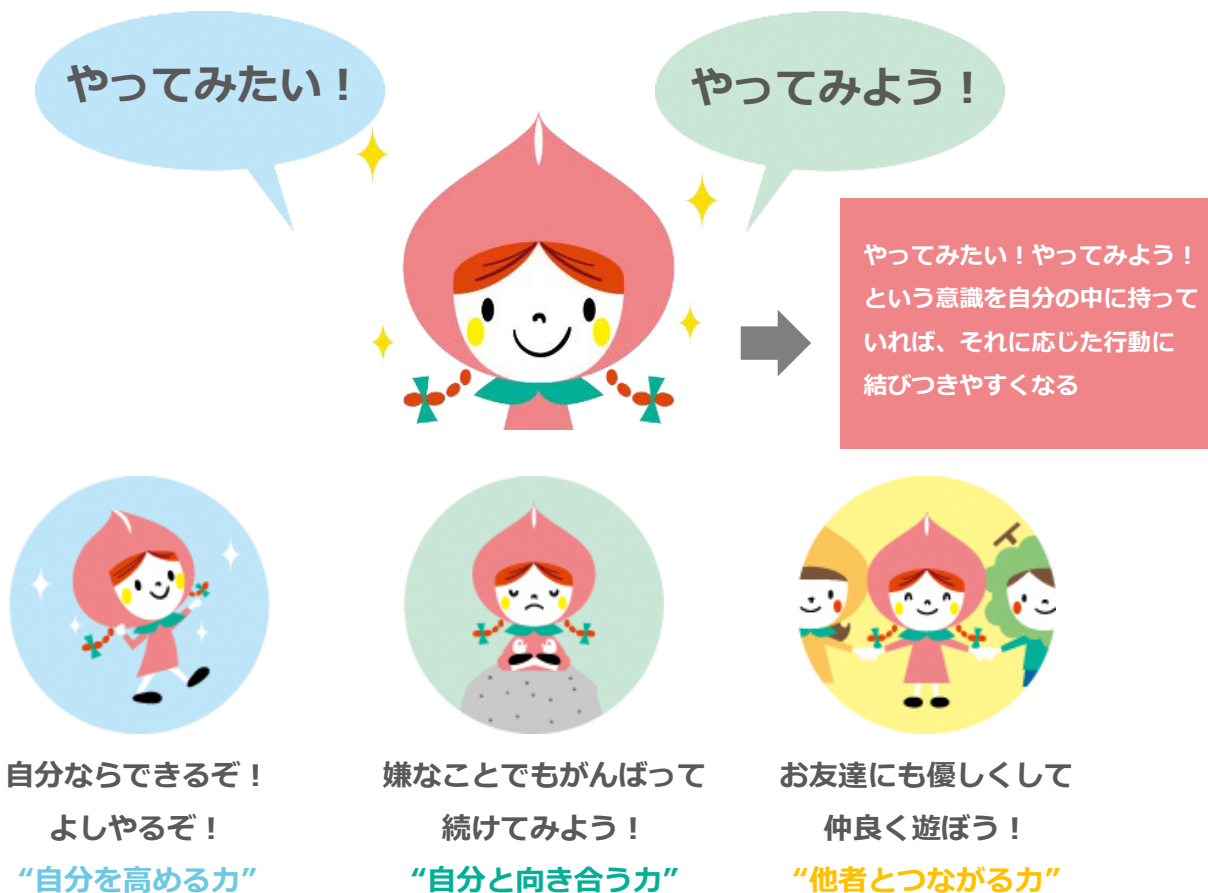 やってみたい！
やってみよう！
やってみたい！やってみよう！
という意識を自分の中に持って
いれば、それに応じた行動に
結びつきやすくなる
自分ならできるぞ！
よしやるぞ！
“自分を高める力”
嫌なことでもがんばって
続けてみよう！
“自分と向き合う力”
お友達にも優しくして
仲良く遊ぼう！
“他者とつながる力”